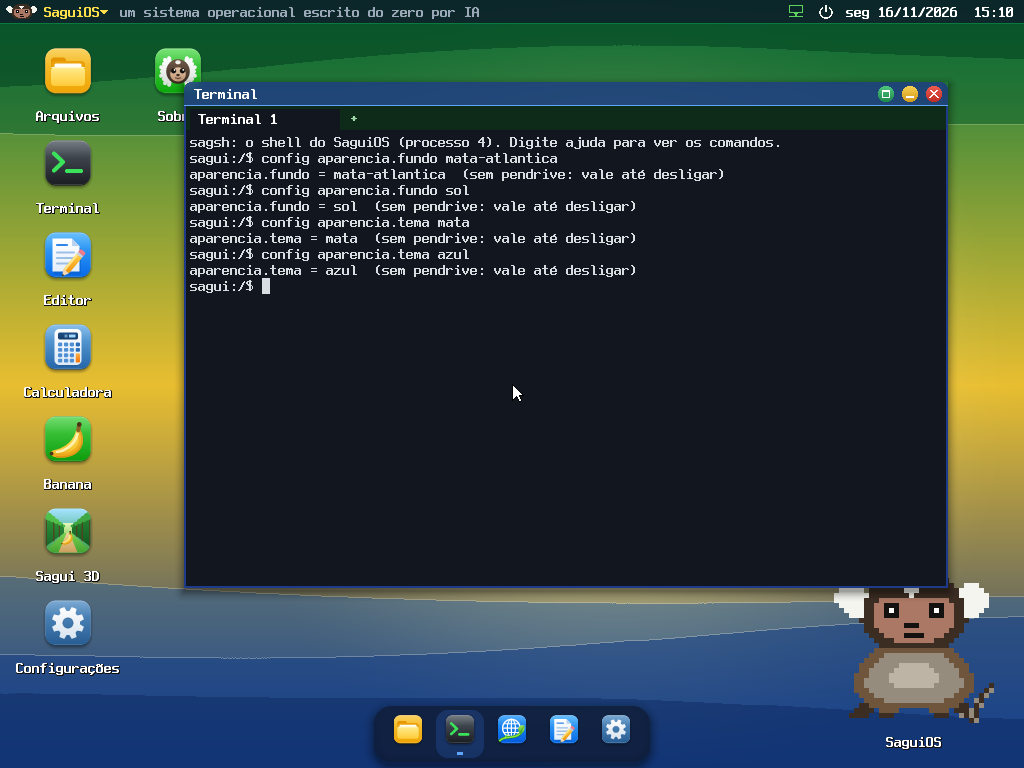 SaguiOS▾ um sistema operacional escrito do zero por IA seg 16/11/2026 15:10
Arquivos
Terminal
Editor
Calculadora
Banana
Sagui 3D
Configurações
Terminal
Terminal 1 +
sagsh: o shell do SaguiOS (processo 4). Digite ajuda para ver os comandos.
sagui:/$ config aparencia.fundo mata-atlantica
aparencia.fundo = mata-atlantica (sem pendrive: vale até desligar)
sagui:/$ config aparencia.fundo sol
aparencia.fundo = sol (sem pendrive: vale até desligar)
sagui:/$ config aparencia.tema mata
aparencia.tema = mata (sem pendrive: vale até desligar)
sagui:/$ config aparencia.tema azul
aparencia.tema = azul (sem pendrive: vale até desligar)
sagui:/$
SaguiOS